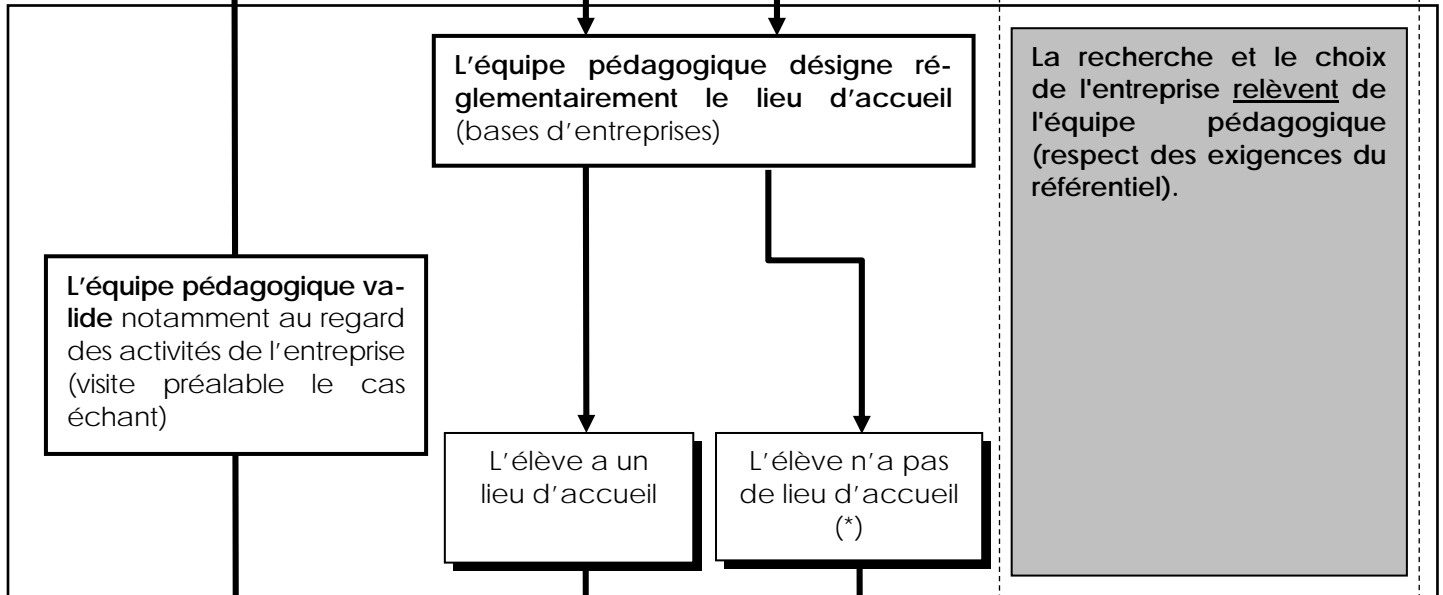 L'équipe pédagogique désigne ré-
glementairement le lieu d'accueil
(bases d'entreprises)
La recherche et le choix
de l'entreprise relèvent de
l'équipe pédagogique
(respect des exigences du
référentiel).
L'équipe pédagogique va-
lide notamment au regard
des activités de l'entreprise
(visite préalable le cas
échant)
L'élève a un
lieu d'accueil
L'élève n'a pas
de lieu d'accueil
(*)